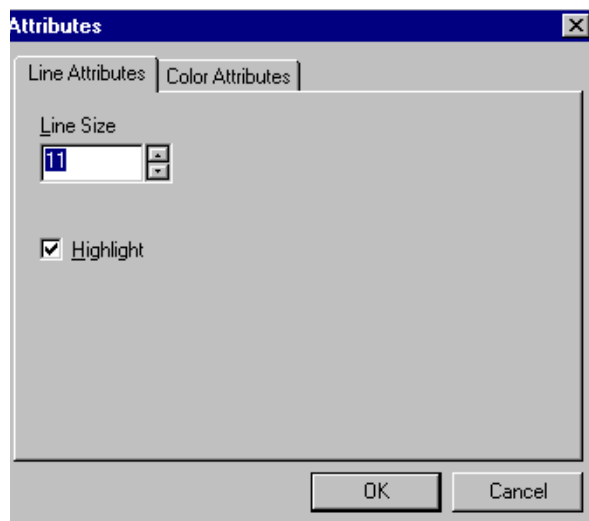 Attributes
Line Attributes Color Attributes
Line Size
11
Highlight
OK Cancel